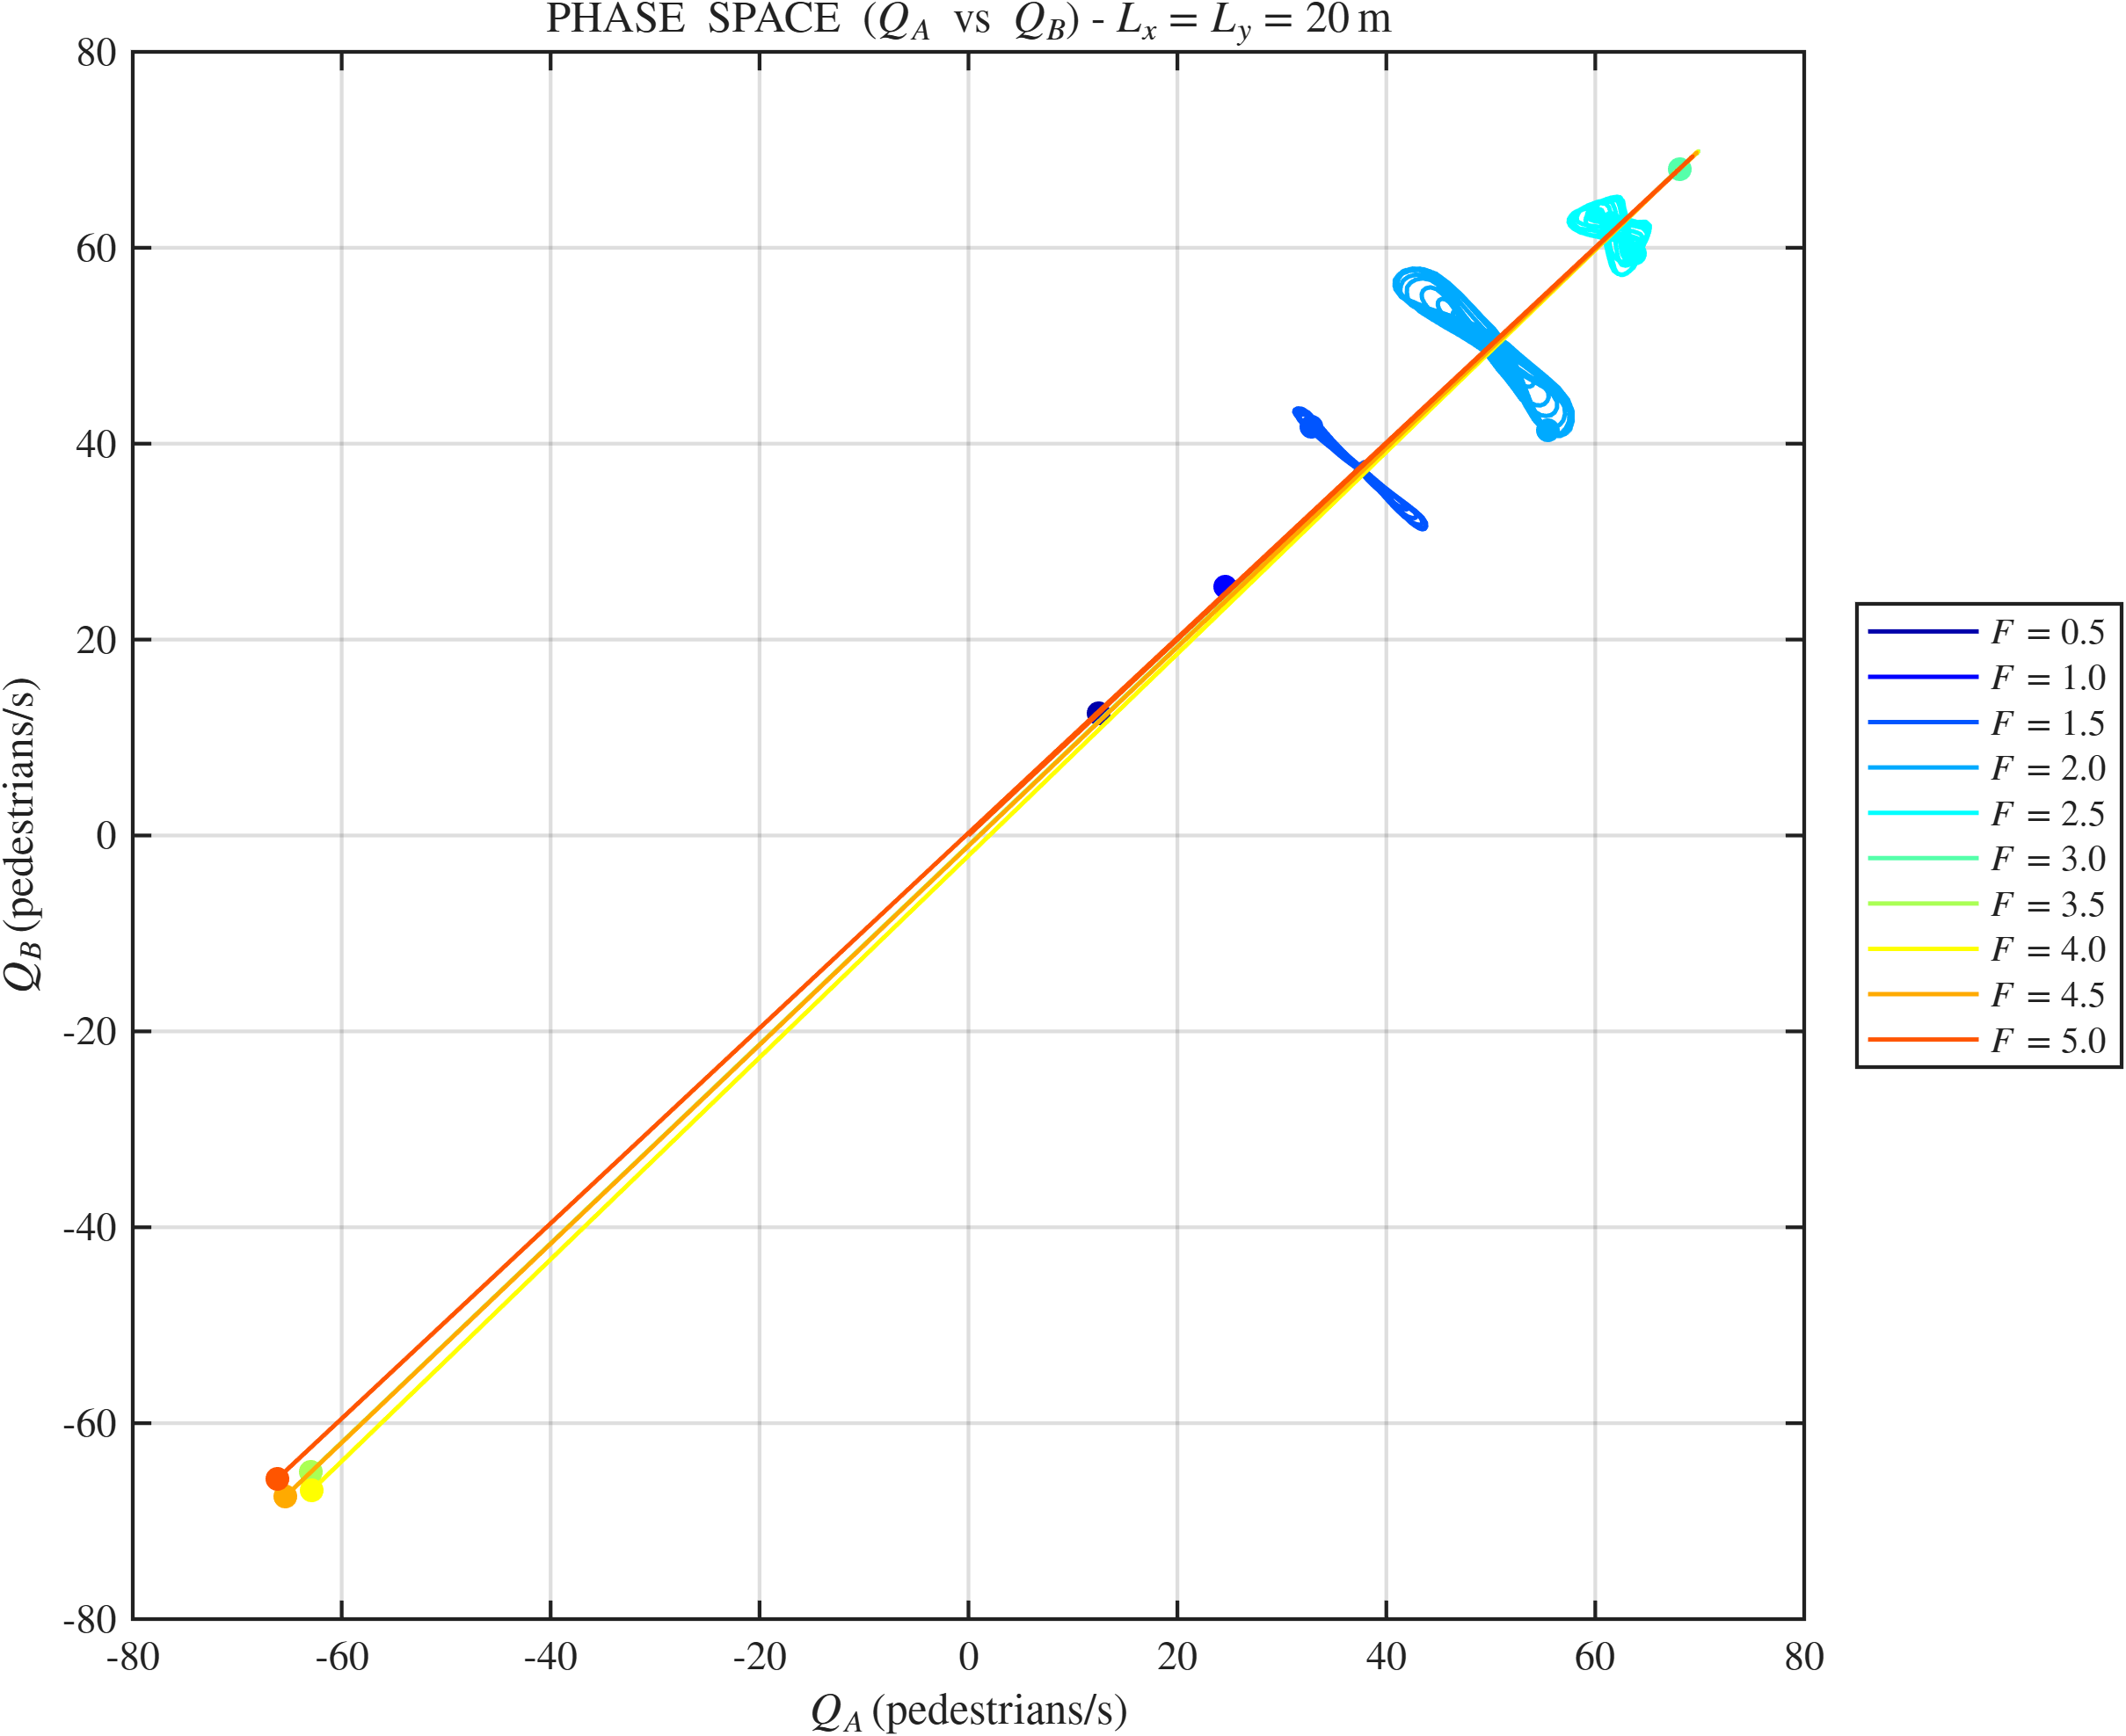 PHASE SPACE (Q_A vs Q_B) - L_x = L_y = 20 m
80
60
40
20
0
-20
-40
-60
-80
Q_B (pedestrians/s)
-80 -60 -40 -20 0 20 40 60 80
Q_A (pedestrians/s)
F = 0.5
F = 1.0
F = 1.5
F = 2.0
F = 2.5
F = 3.0
F = 3.5
F = 4.0
F = 4.5
F = 5.0